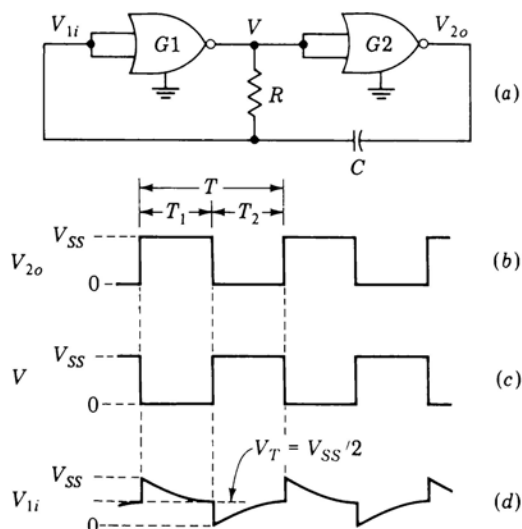 V1i G1 V G2 V2o
R
(a)
C
T
T1 T2
VSS
V2o (b)
0
VSS
V (c)
0
VT = VSS/2
VSS
V1i (d)
0